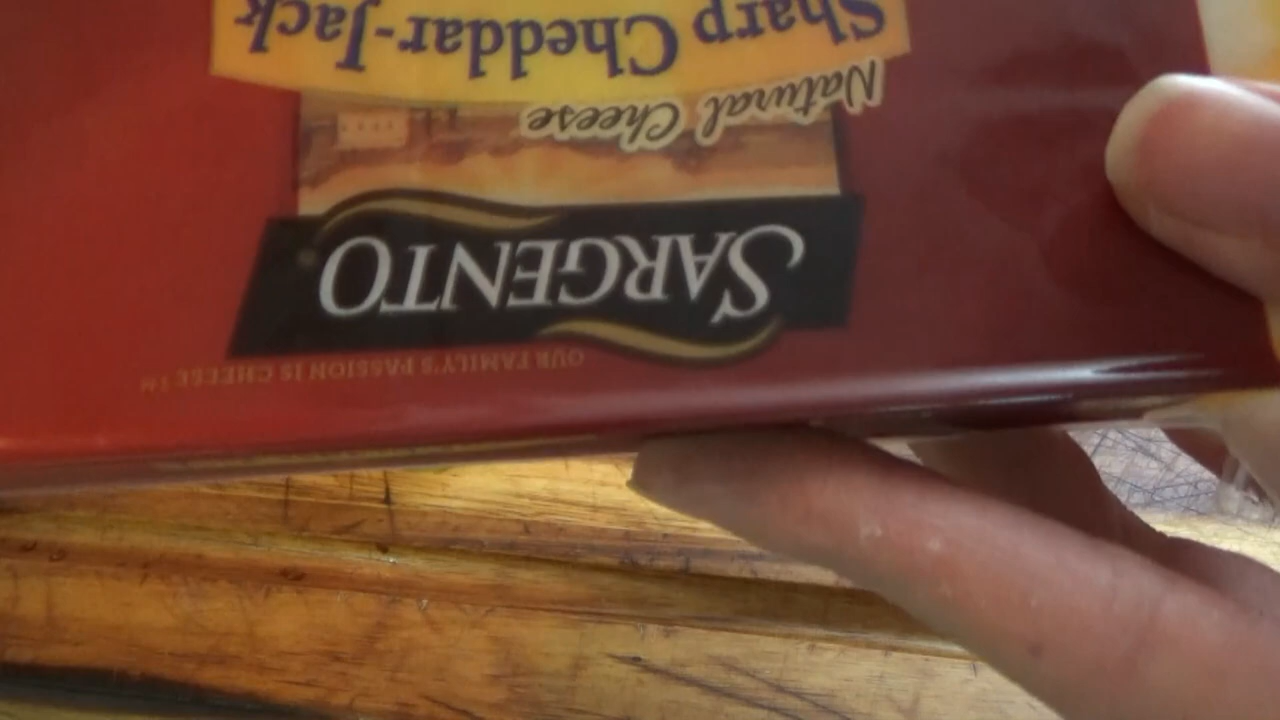 OUR FAMILY'S PASSION IS CHEESE™
SARGENTO
Natural Cheese
Sharp Cheddar-Jack